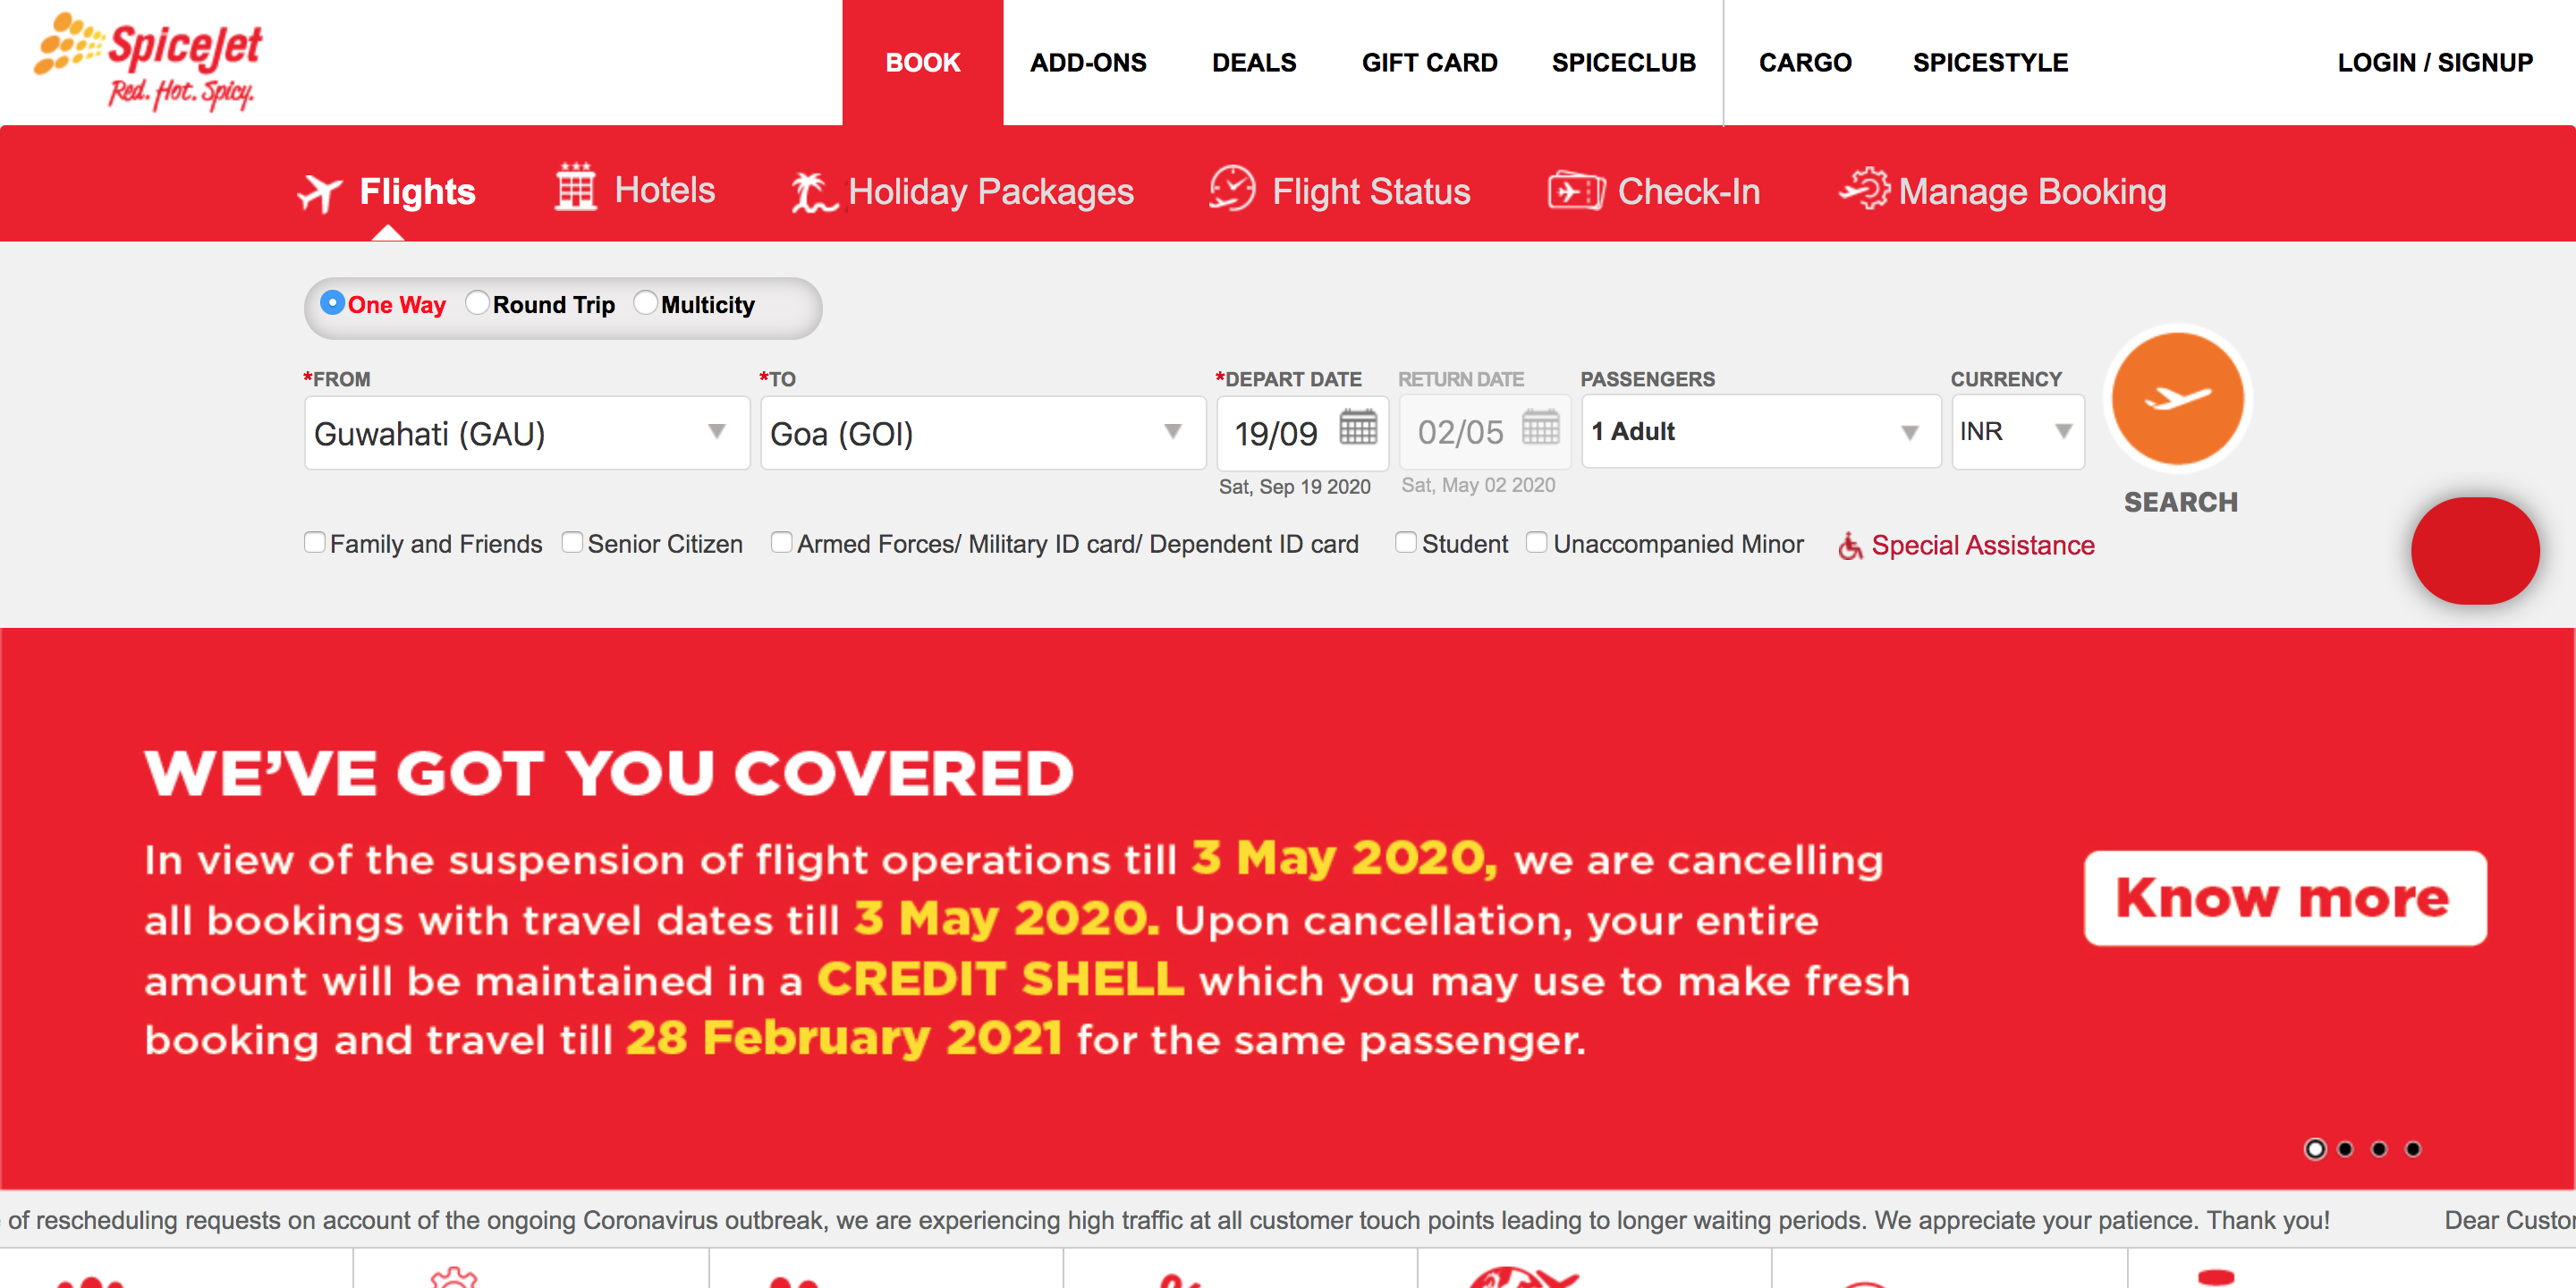 SpiceJet
Red. Hot. Spicy.
BOOK
ADD-ONS
DEALS
GIFT CARD
SPICECLUB
CARGO
SPICESTYLE
LOGIN / SIGNUP
Flights
Hotels
Holiday Packages
Flight Status
Check-In
Manage Booking
One Way
Round Trip
Multicity
*FROM
*TO
*DEPART DATE
RETURN DATE
PASSENGERS
CURRENCY
Guwahati (GAU)
Goa (GOI)
19/09
02/05
1 Adult
INR
Sat, Sep 19 2020
Sat, May 02 2020
SEARCH
Family and Friends
Senior Citizen
Armed Forces/ Military ID card/ Dependent ID card
Student
Unaccompanied Minor
Special Assistance
WE'VE GOT YOU COVERED
In view of the suspension of flight operations till 3 May 2020, we are cancelling
all bookings with travel dates till 3 May 2020. Upon cancellation, your entire
amount will be maintained in a CREDIT SHELL which you may use to make fresh
booking and travel till 28 February 2021 for the same passenger.
Know more
of rescheduling requests on account of the ongoing Coronavirus outbreak, we are experiencing high traffic at all customer touch points leading to longer waiting periods. We appreciate your patience. Thank you!
Dear Custor